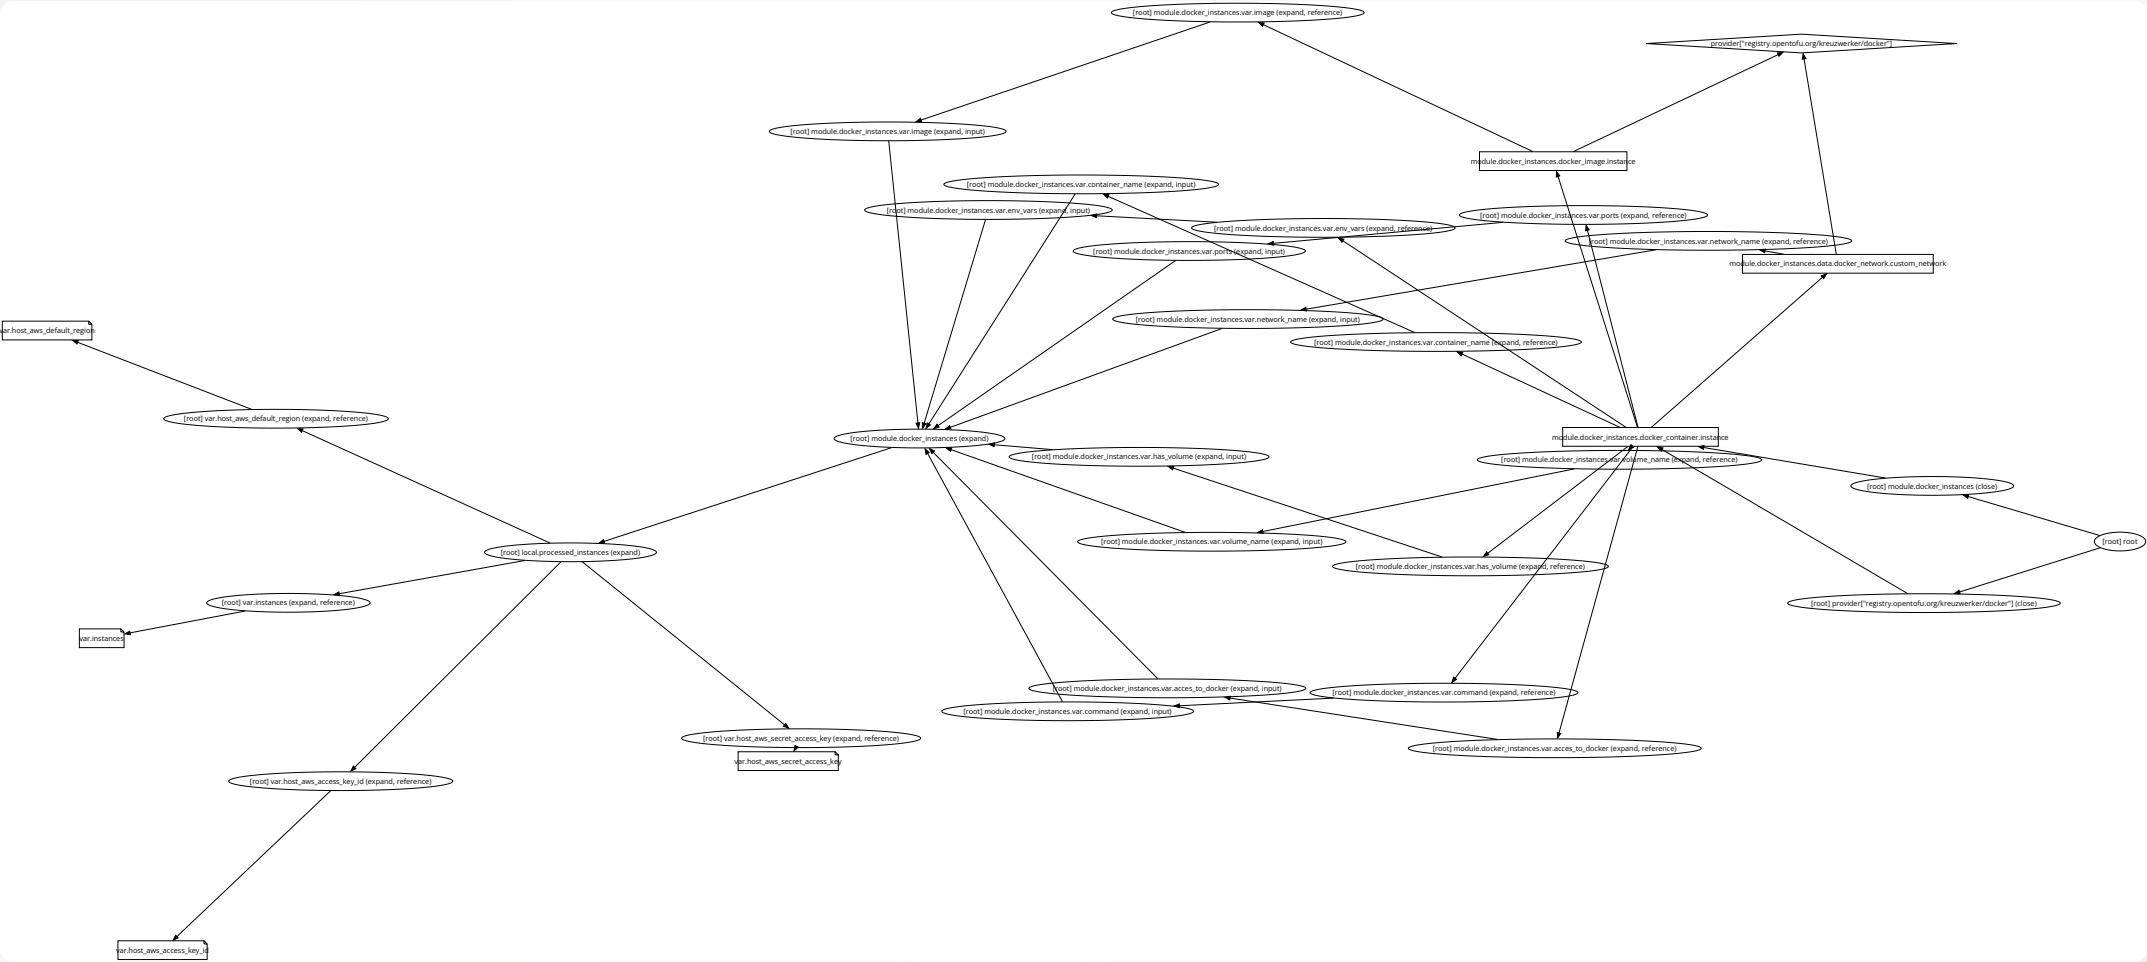 [root] module.docker_instances.var.image (expand, reference)
provider["registry.opentofu.org/kreuzwerker/docker"]
[root] module.docker_instances.var.image (expand, input)
module.docker_instances.docker_image.instance
[root] module.docker_instances.var.container_name (expand, input)
[root] module.docker_instances.var.env_vars (expand, input)
[root] module.docker_instances.var.ports (expand, reference)
[root] module.docker_instances.var.env_vars (expand, reference)
[root] module.docker_instances.var.network_name (expand, reference)
[root] module.docker_instances.var.ports (expand, input)
module.docker_instances.data.docker_network.custom_network
[root] module.docker_instances.var.network_name (expand, input)
var.host_aws_default_region
[root] module.docker_instances.var.container_name (expand, reference)
[root] var.host_aws_default_region (expand, reference)
[root] module.docker_instances (expand)
module.docker_instances.docker_container.instance
[root] module.docker_instances.var.has_volume (expand, input)
[root] module.docker_instances.var.volume_name (expand, reference)
[root] module.docker_instances (close)
[root] module.docker_instances.var.volume_name (expand, input)
[root] root
[root] local.processed_instances (expand)
[root] module.docker_instances.var.has_volume (expand, reference)
[root] var.instances (expand, reference)
[root] provider["registry.opentofu.org/kreuzwerker/docker"] (close)
var.instances
[root] module.docker_instances.var.acces_to_docker (expand, input)
[root] module.docker_instances.var.command (expand, reference)
[root] module.docker_instances.var.command (expand, input)
[root] var.host_aws_secret_access_key (expand, reference)
[root] module.docker_instances.var.acces_to_docker (expand, reference)
var.host_aws_secret_access_key
[root] var.host_aws_access_key_id (expand, reference)
var.host_aws_access_key_id